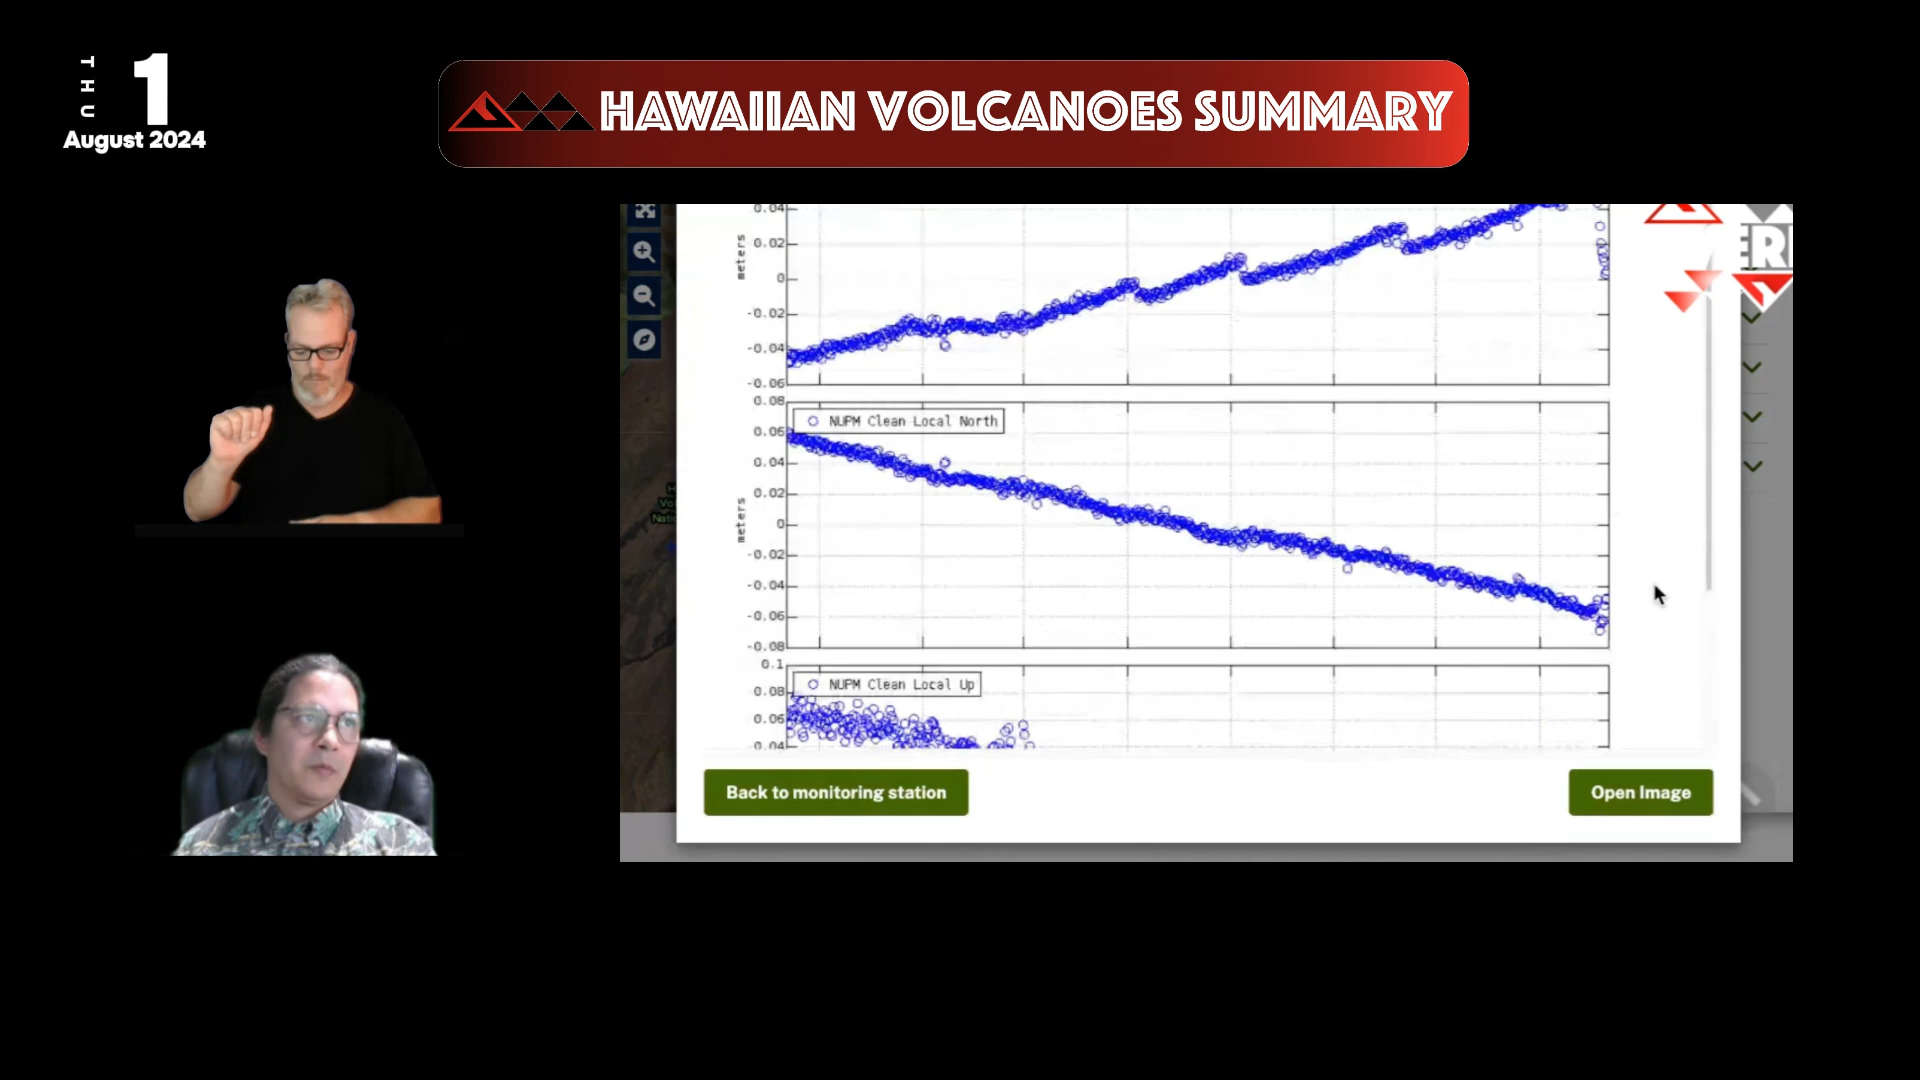 THU
1
August 2024
HAWAIIAN VOLCANOES SUMMARY
0.04
0.02
0
-0.02
-0.04
-0.06
meters
0.08
0.06
0.04
0.02
0
-0.02
-0.04
-0.06
-0.08
meters
NUPM Clean Local North
0.1
0.08
0.06
0.04
NUPM Clean Local Up
Back to monitoring station
Open Image